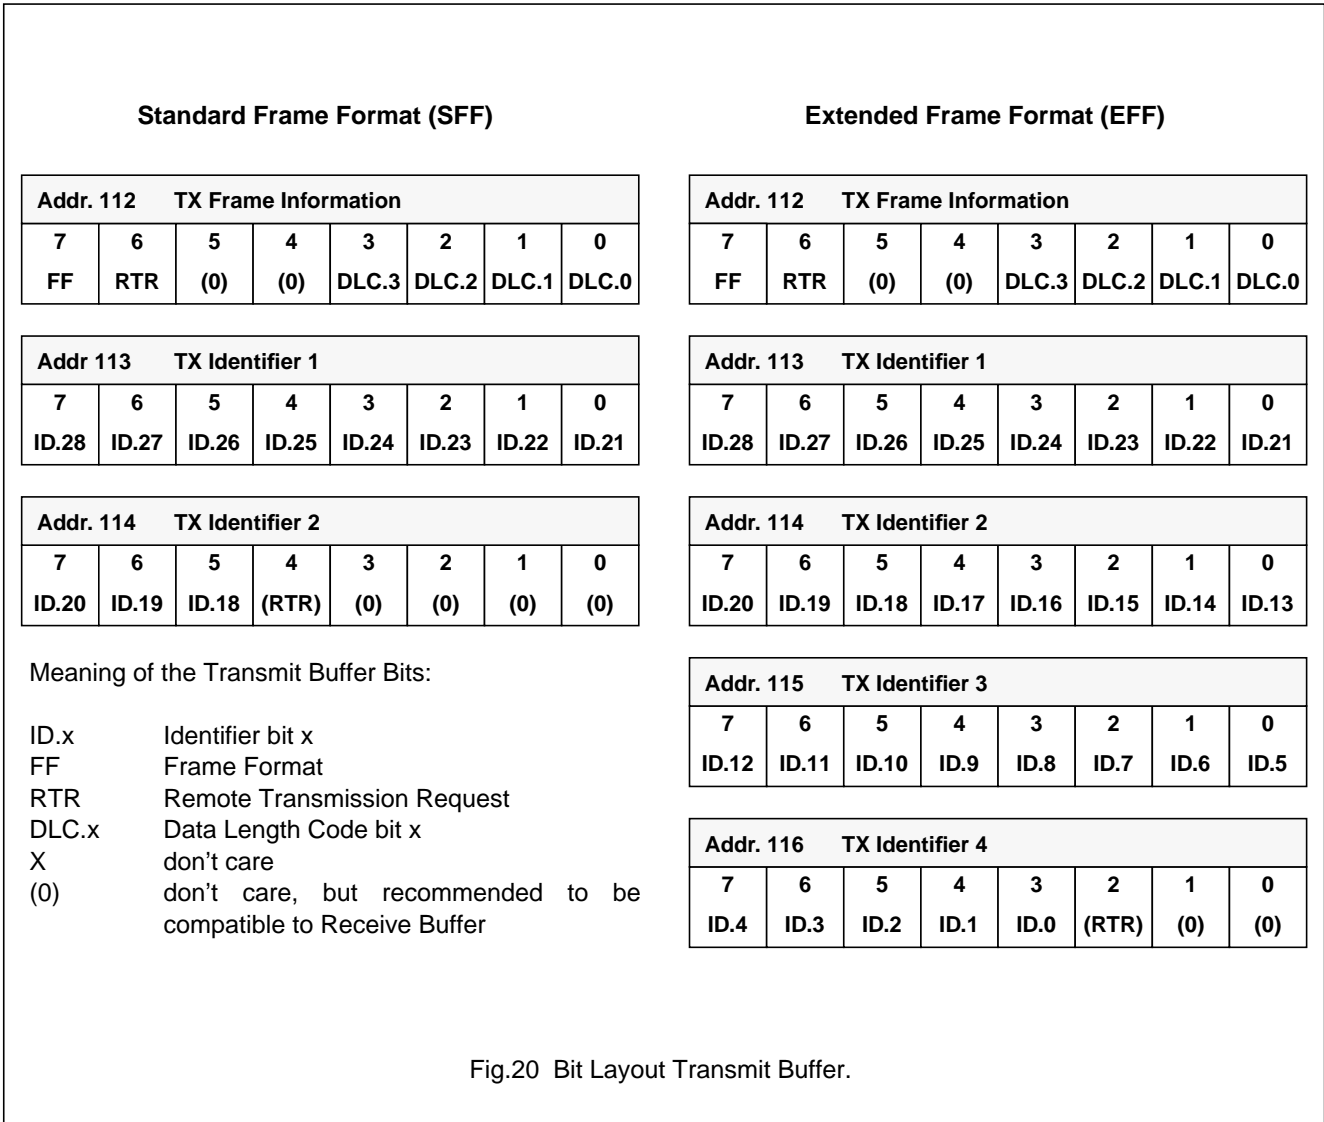 Standard Frame Format (SFF)
Addr. 112 TX Frame Information
7 6 5 4 3 2 1 0
FF RTR (0) (0) DLC.3 DLC.2 DLC.1 DLC.0
Addr 113 TX Identifier 1
7 6 5 4 3 2 1 0
ID.28 ID.27 ID.26 ID.25 ID.24 ID.23 ID.22 ID.21
Addr. 114 TX Identifier 2
7 6 5 4 3 2 1 0
ID.20 ID.19 ID.18 (RTR) (0) (0) (0) (0)
Meaning of the Transmit Buffer Bits:
ID.x Identifier bit x
FF Frame Format
RTR Remote Transmission Request
DLC.x Data Length Code bit x
X don't care
(0) don't care, but recommended to be
compatible to Receive Buffer
Extended Frame Format (EFF)
Addr. 112 TX Frame Information
7 6 5 4 3 2 1 0
FF RTR (0) (0) DLC.3 DLC.2 DLC.1 DLC.0
Addr. 113 TX Identifier 1
7 6 5 4 3 2 1 0
ID.28 ID.27 ID.26 ID.25 ID.24 ID.23 ID.22 ID.21
Addr. 114 TX Identifier 2
7 6 5 4 3 2 1 0
ID.20 ID.19 ID.18 ID.17 ID.16 ID.15 ID.14 ID.13
Addr. 115 TX Identifier 3
7 6 5 4 3 2 1 0
ID.12 ID.11 ID.10 ID.9 ID.8 ID.7 ID.6 ID.5
Addr. 116 TX Identifier 4
7 6 5 4 3 2 1 0
ID.4 ID.3 ID.2 ID.1 ID.0 (RTR) (0) (0)
Fig.20 Bit Layout Transmit Buffer.